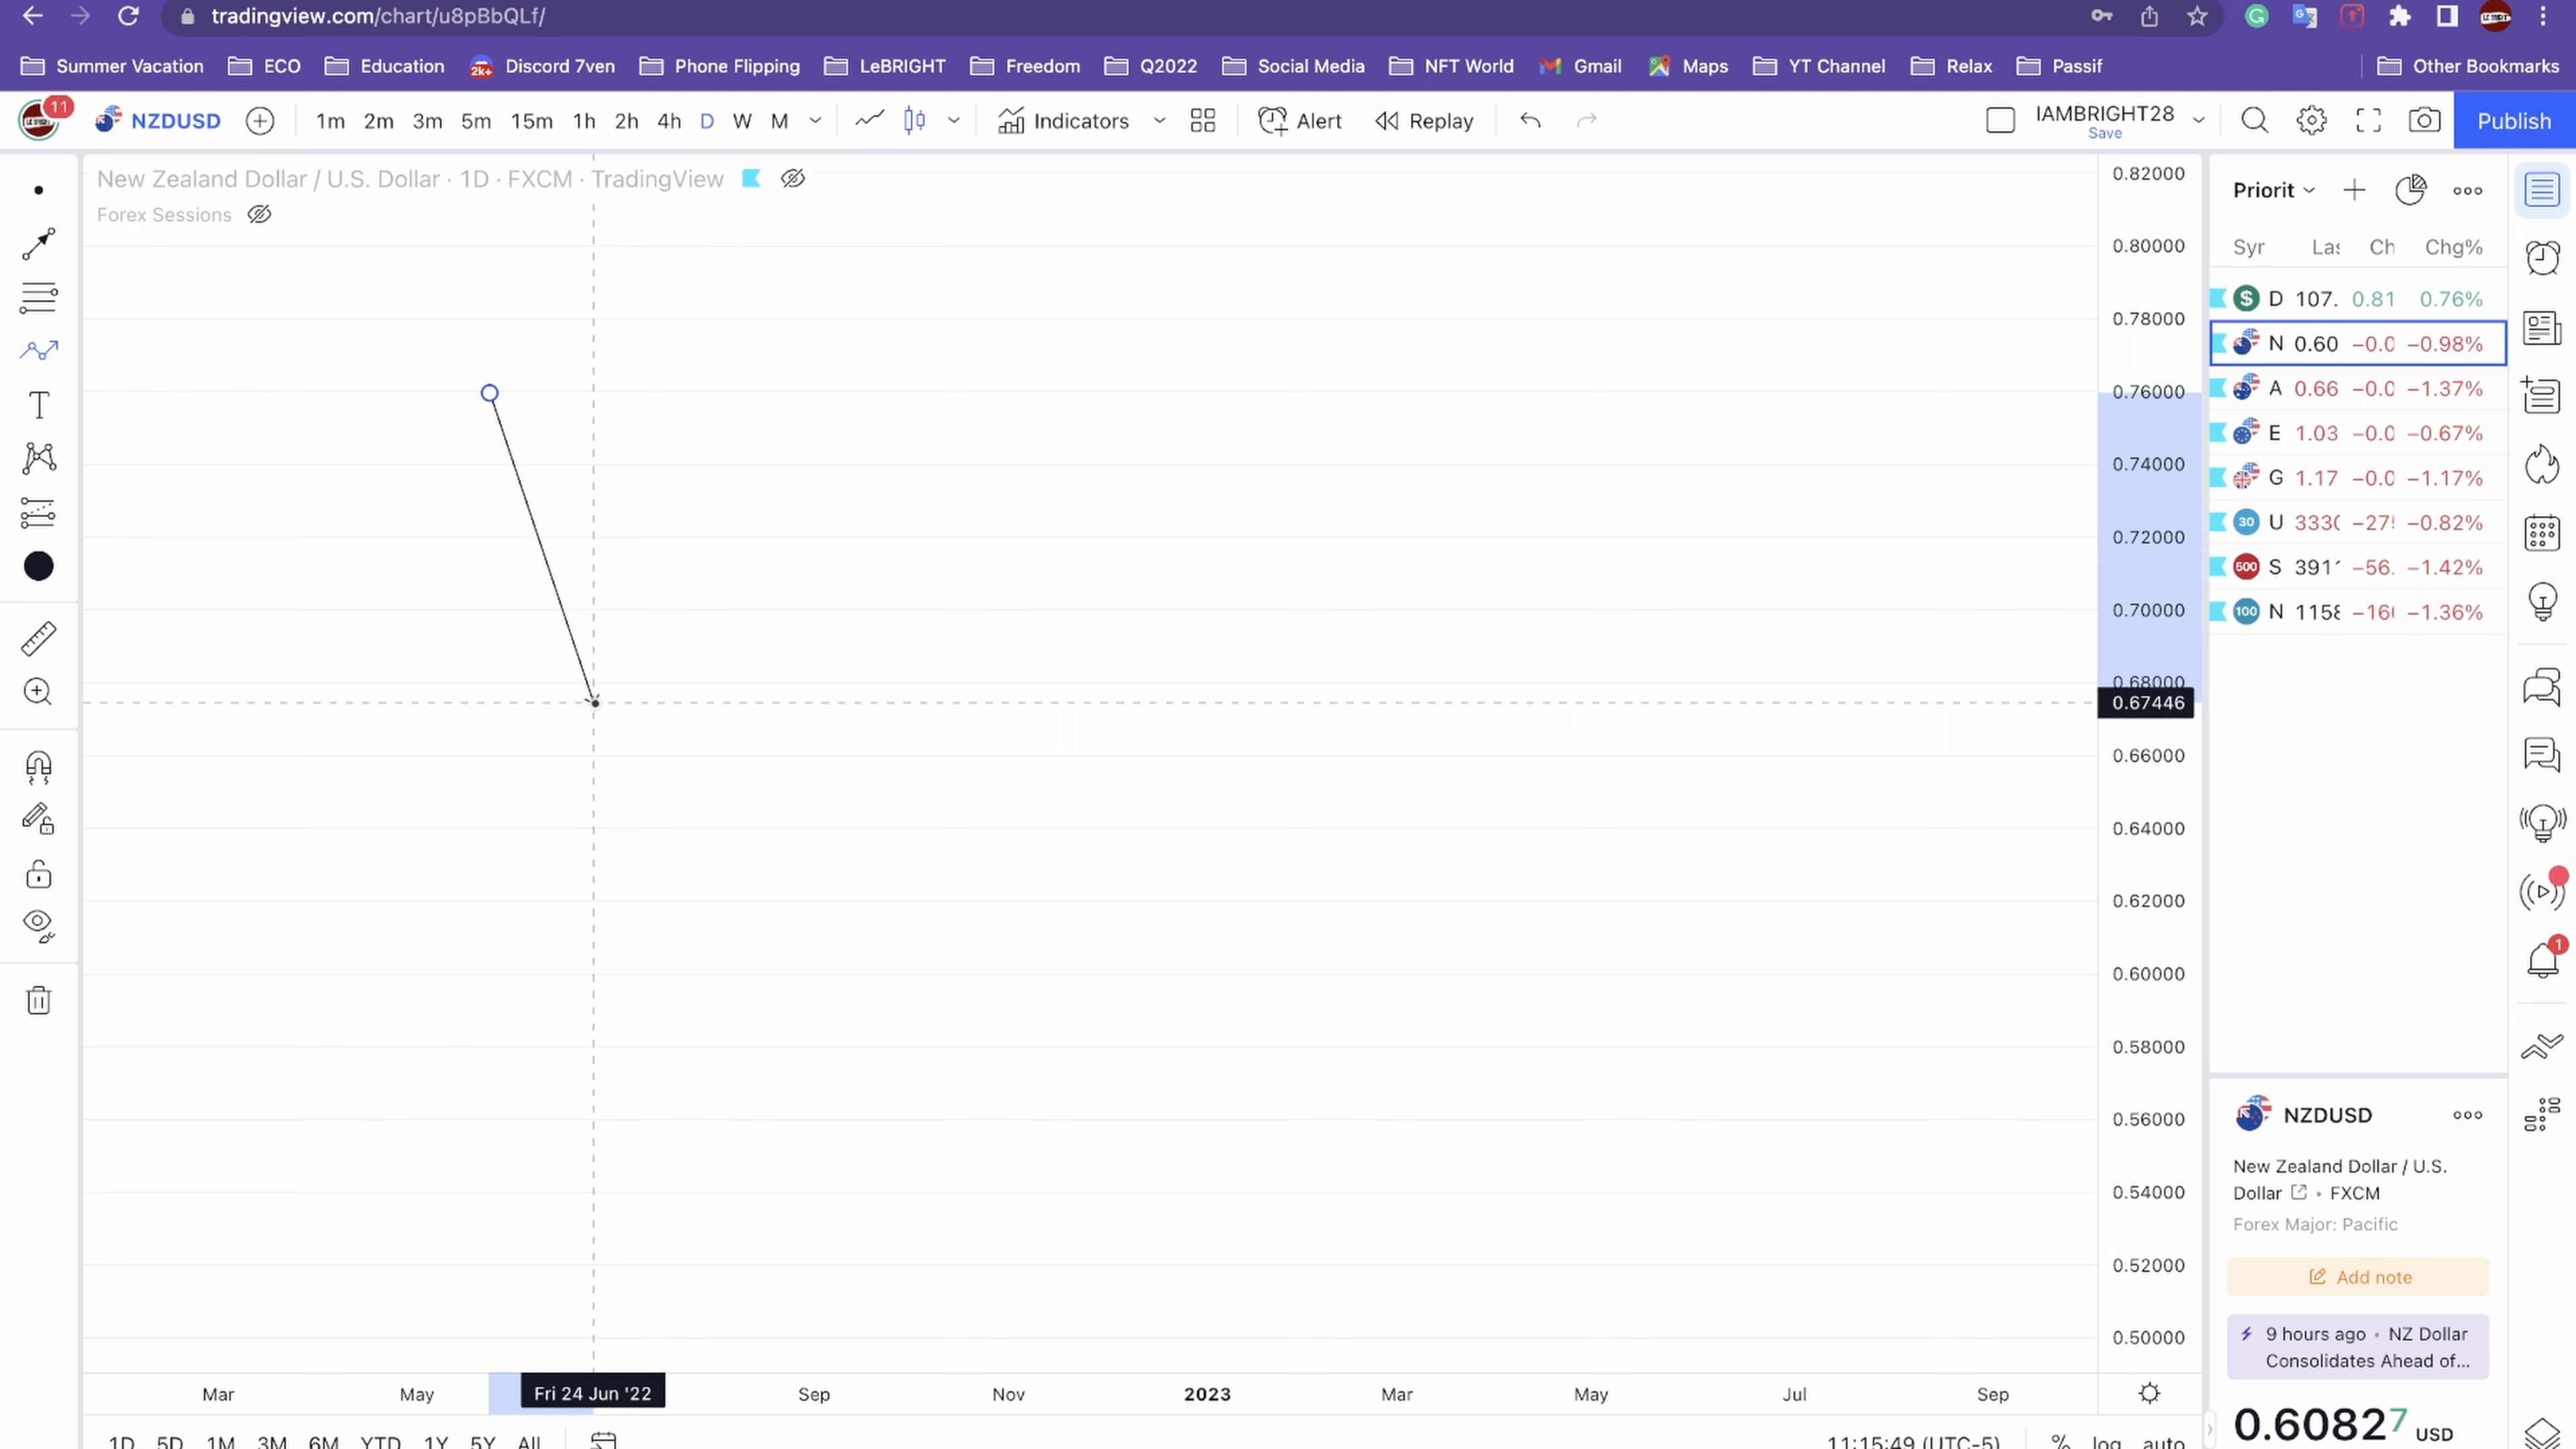 tradingview.com/chart/u8pBbQLf/
Summer Vacation ECO Education Discord 7ven Phone Flipping LeBRIGHT Freedom Q2022 Social Media NFT World Gmail Maps YT Channel Relax Passif Other Bookmarks
11 NZDUSD 1m 2m 3m 5m 15m 1h 2h 4h D W M Indicators Alert Replay IAMBRIGHT28 Publish
Save
New Zealand Dollar / U.S. Dollar · 1D · FXCM · TradingView
Forex Sessions
0.82000
0.80000
0.78000
0.76000
0.74000
0.72000
0.70000
0.68000
0.67446
0.66000
0.64000
0.62000
0.60000
0.58000
0.56000
0.54000
0.52000
0.50000
Mar May Fri 24 Jun '22 Sep Nov 2023 Mar May Jul Sep
1D 5D 1M 3M 6M YTD 1Y 5Y All 11:15:49 (UTC-5) % log auto
Priorit
Syr Las Ch Chg%
$ D 107. 0.81 0.76%
N 0.60 −0.0 −0.98%
A 0.66 −0.0 −1.37%
E 1.03 −0.0 −0.67%
G 1.17 −0.0 −1.17%
30 U 333 −27 −0.82%
500 S 391 −56. −1.42%
100 N 115 −16 −1.36%
1
NZDUSD
New Zealand Dollar / U.S.
Dollar • FXCM
Forex Major: Pacific
Add note
9 hours ago • NZ Dollar
Consolidates Ahead of...
0.60827 USD